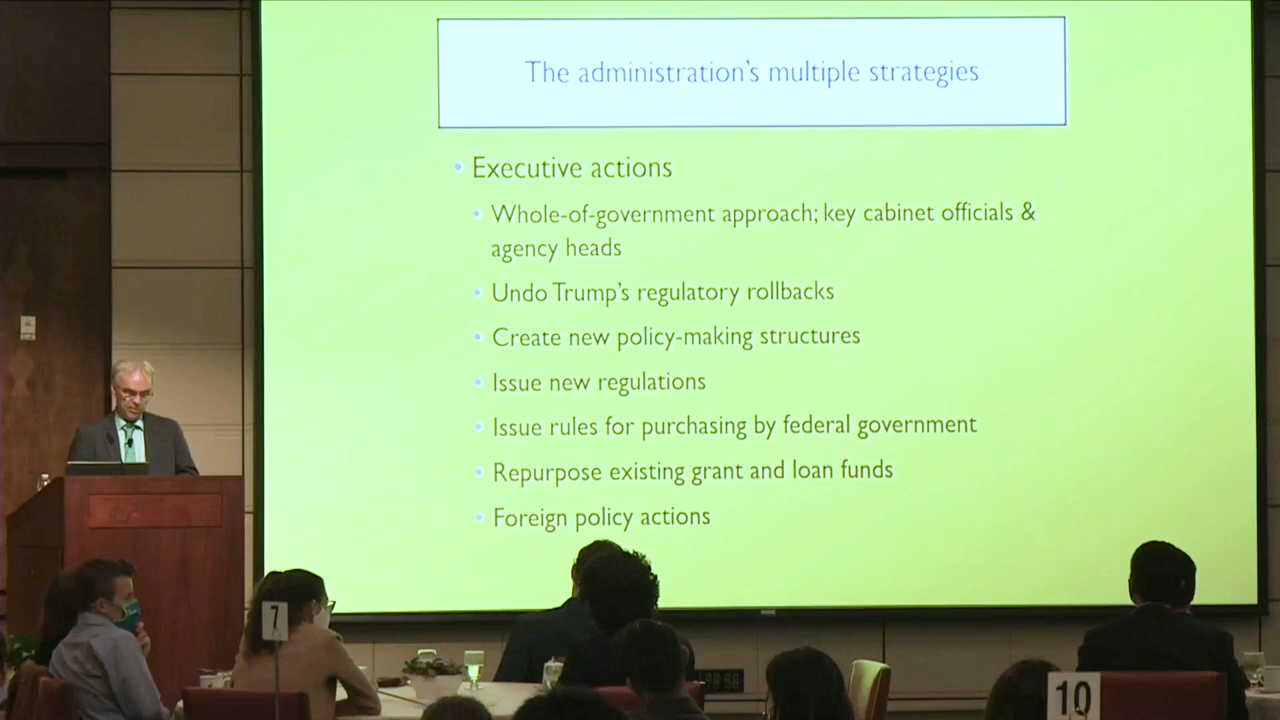 The administration's multiple strategies
• Executive actions
• Whole-of-government approach; key cabinet officials &
agency heads
• Undo Trump's regulatory rollbacks
• Create new policy-making structures
• Issue new regulations
• Issue rules for purchasing by federal government
• Repurpose existing grant and loan funds
• Foreign policy actions
7
10